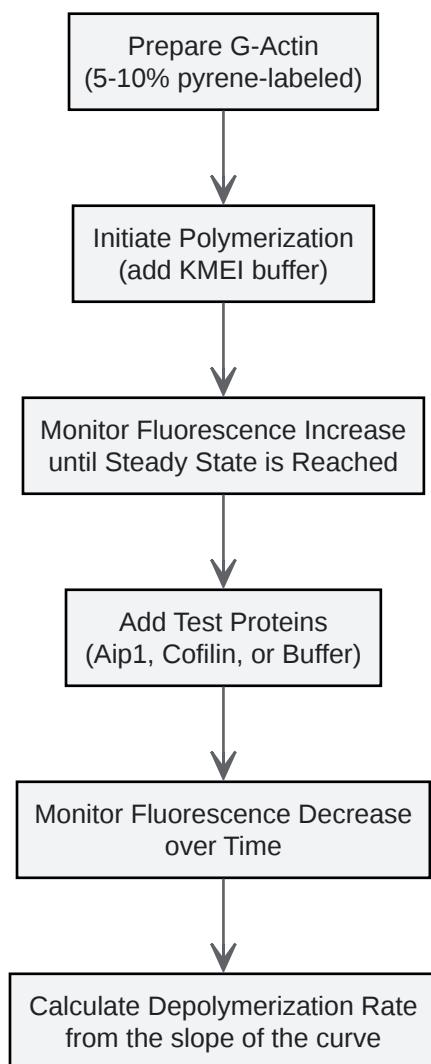 Prepare G-Actin
(5-10% pyrene-labeled)
Initiate Polymerization
(add KMEI buffer)
Monitor Fluorescence Increase
until Steady State is Reached
Add Test Proteins
(Aip1, Cofilin, or Buffer)
Monitor Fluorescence Decrease
over Time
Calculate Depolymerization Rate
from the slope of the curve